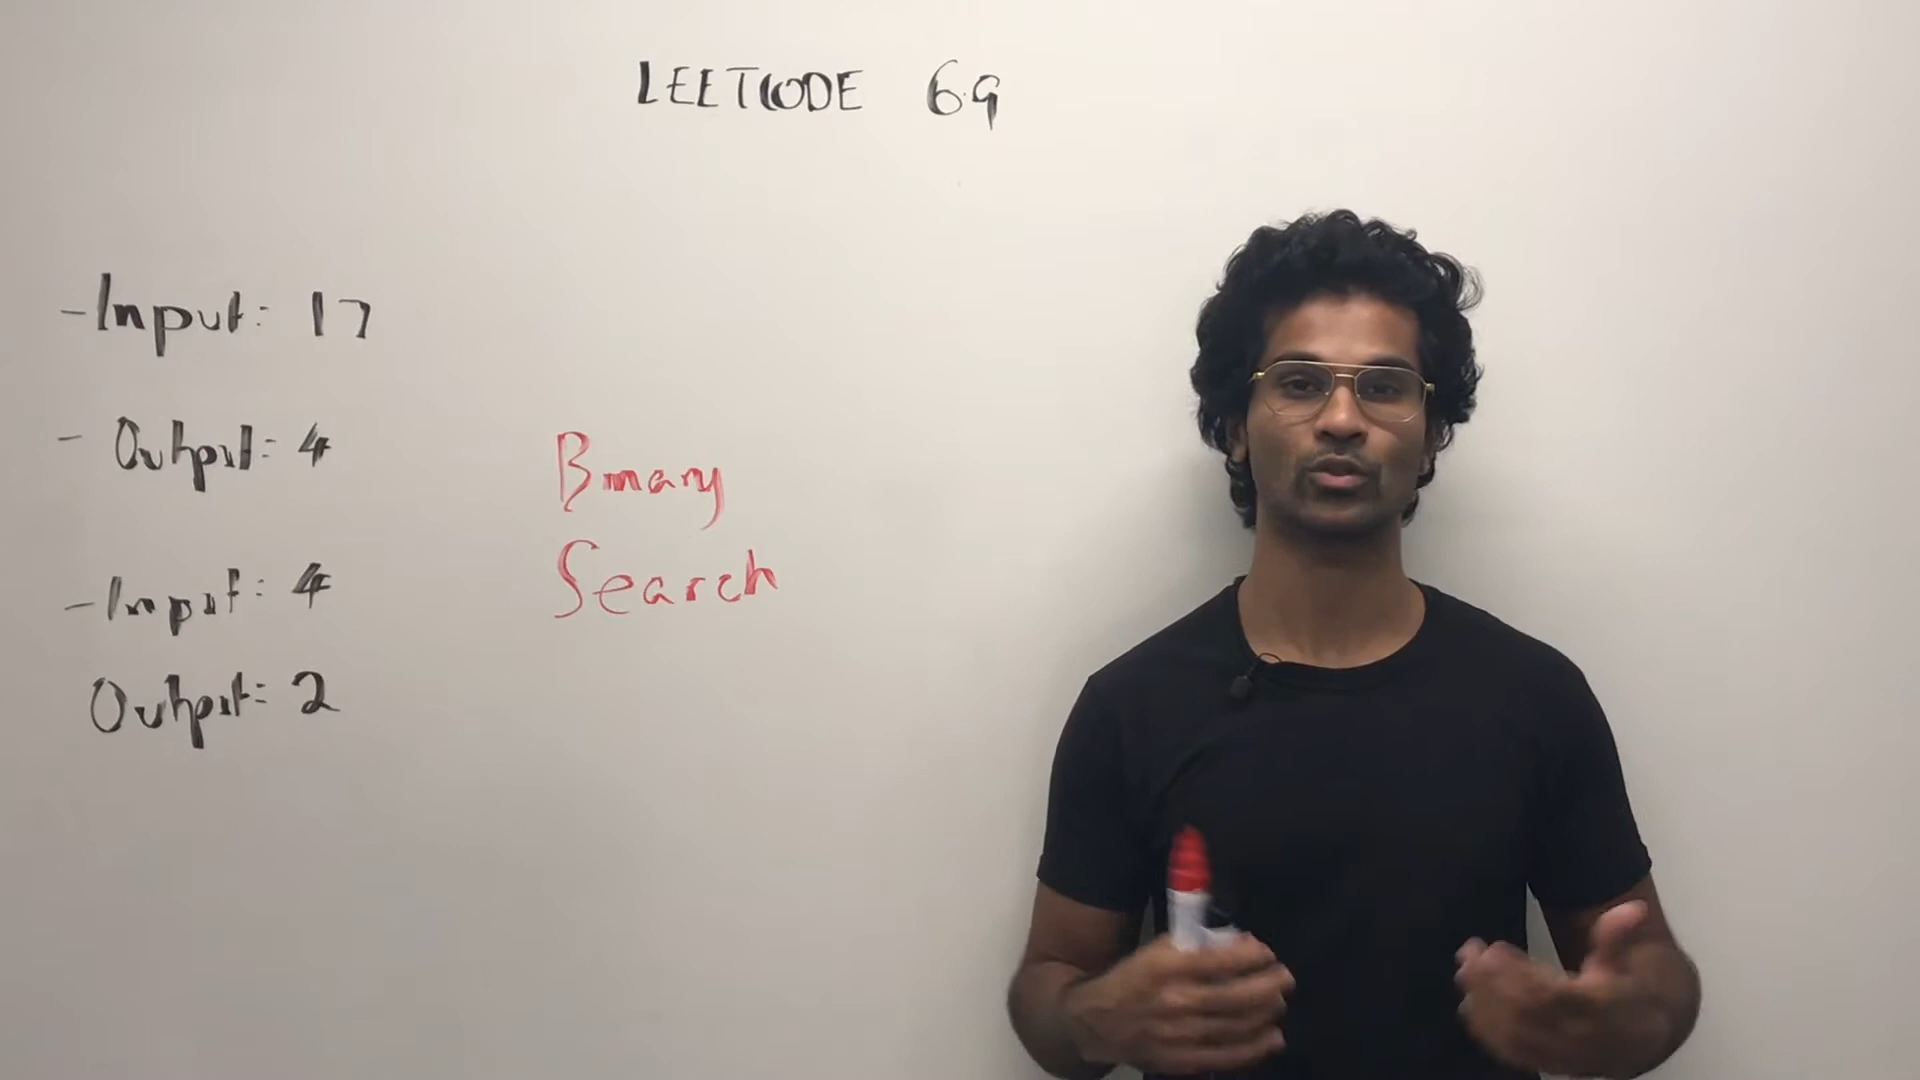 LEETCODE 69
- Input: 17
- Output: 4
- Input: 4
Output: 2
Binary
Search